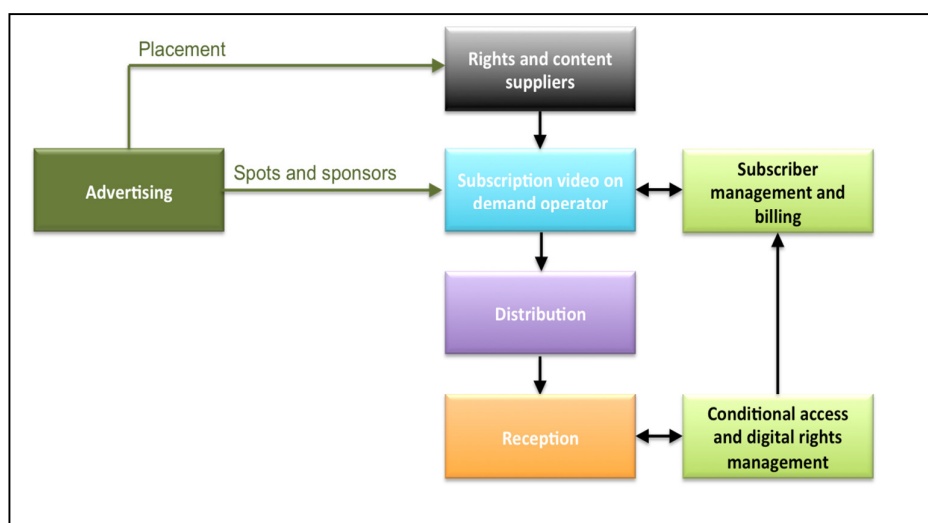 Placement
Rights and content
suppliers
Spots and sponsors
Advertising
Subscription video on
demand operator
Subscriber
management and
billing
Distribution
Reception
Conditional access
and digital rights
management